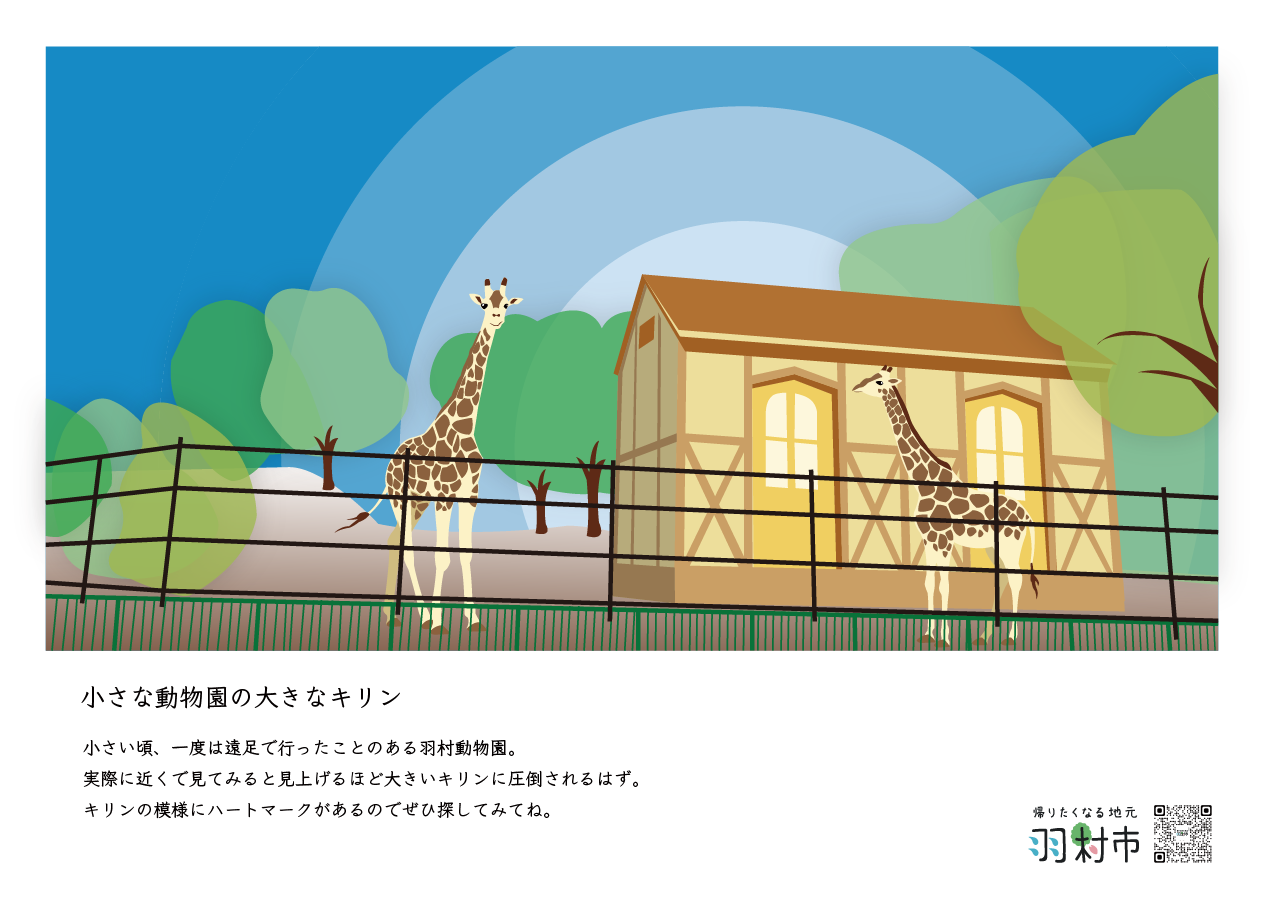 小さな動物園の大きなキリン
小さい頃、一度は遠足で行ったことのある羽村動物園。
実際に近くで見てみると見上げるほど大きいキリンに圧倒されるはず。
キリンの模様にハートマークがあるのでぜひ探してみてね。
帰りたくなる地元
羽村市